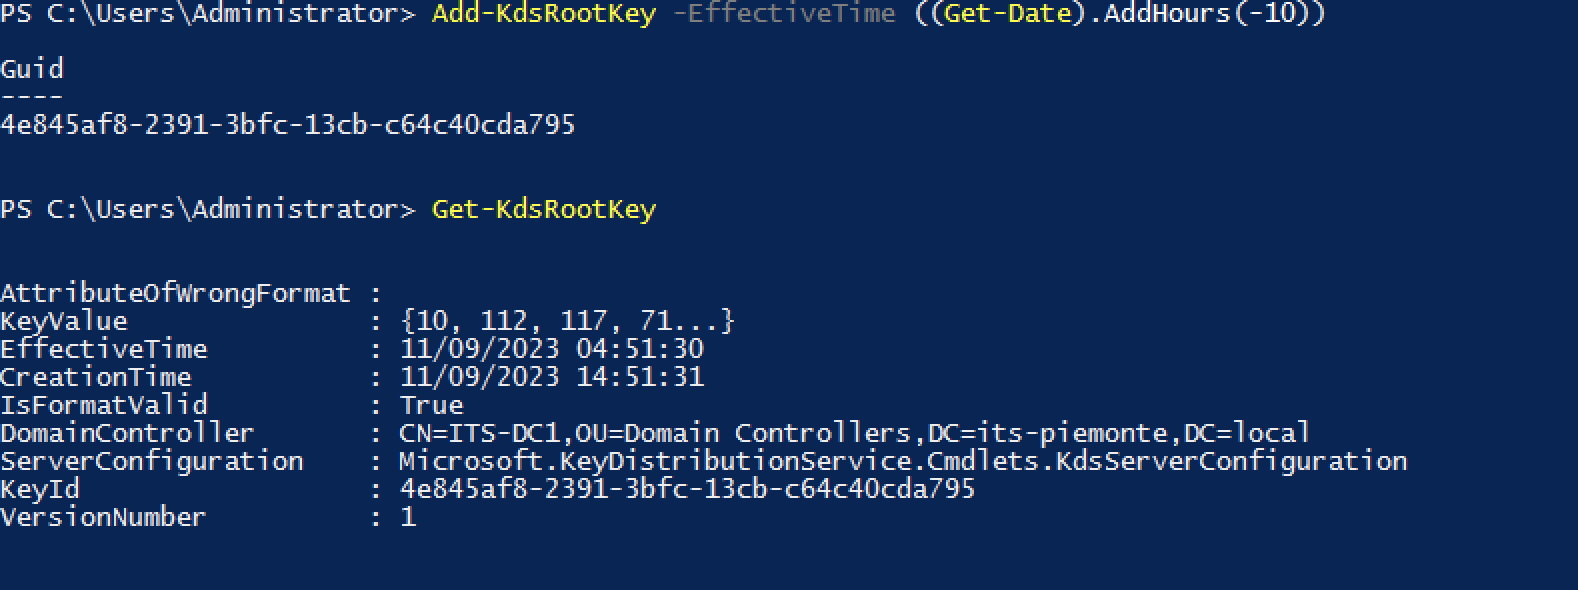 PS C:\Users\Administrator> Add-KdsRootKey -EffectiveTime ((Get-Date).AddHours(-10))
Guid
----
4e845af8-2391-3bfc-13cb-c64c40cda795
PS C:\Users\Administrator> Get-KdsRootKey
AttributeOfWrongFormat :
KeyValue               : {10, 112, 117, 71...}
EffectiveTime          : 11/09/2023 04:51:30
CreationTime           : 11/09/2023 14:51:31
IsFormatValid          : True
DomainController       : CN=ITS-DC1,OU=Domain Controllers,DC=its-piemonte,DC=local
ServerConfiguration    : Microsoft.KeyDistributionService.Cmdlets.KdsServerConfiguration
KeyId                  : 4e845af8-2391-3bfc-13cb-c64c40cda795
VersionNumber          : 1